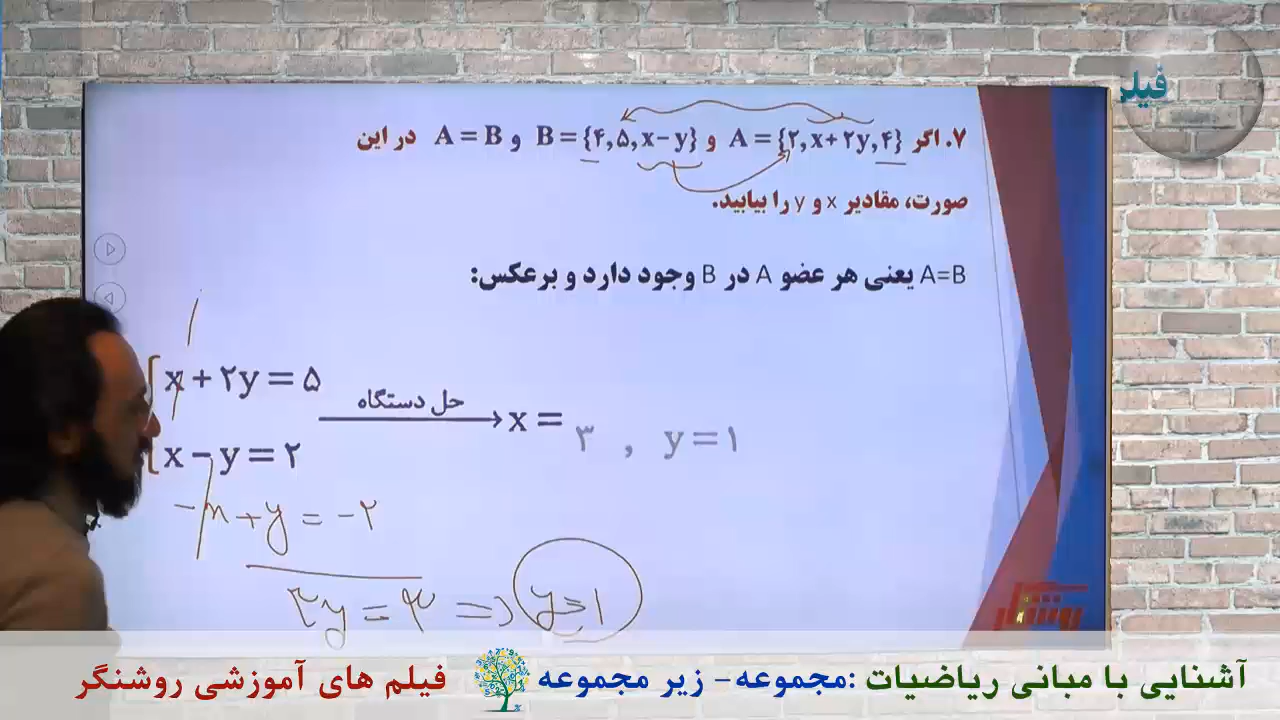 فیلم
۷. اگر A = {۲, x + ۲y, ۴} و B = {۴, ۵, x − y} و A = B در این
صورت، مقادیر x و y را بیابید.
A=B یعنی هر عضو A در B وجود دارد و برعکس:
x + ۲y = ۵
حل دستگاه
x = ۳ , y = ۱
x − y = ۲
−x + y = −۲
۳y = ۳ => y = ۱
روشنگر
آشنایی با مبانی ریاضیات :مجموعه- زیر مجموعه فیلم های آموزشی روشنگر